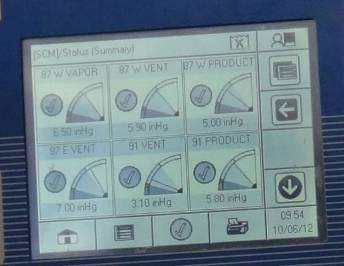 [SCM]/Status (Summary)
87 W VAPOR
87 W VENT
87 W PRODUCT
6.50 inHg
5.90 inHg
5.00 inHg
87 E VENT
91 VENT
91 PRODUCT
7.00 inHg
3.10 inHg
5.80 inHg
09:54
10/06/12